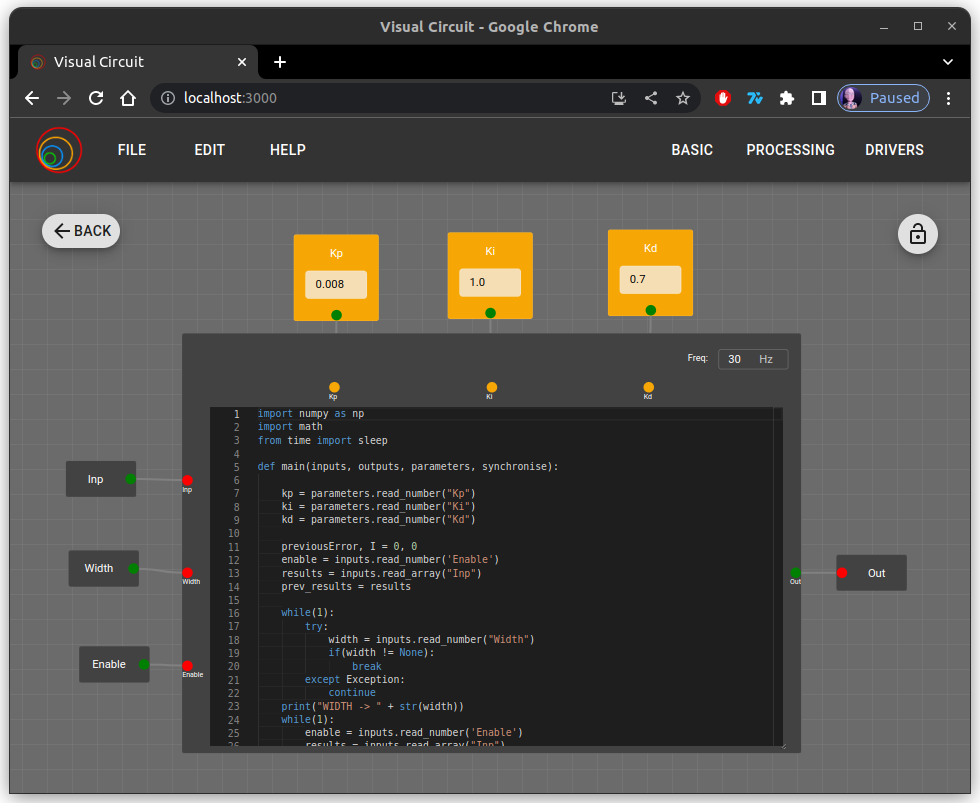 Visual Circuit - Google Chrome
Visual Circuit
localhost:3000
Paused
FILE EDIT HELP BASIC PROCESSING DRIVERS
BACK
Kp
0.008
Ki
1.0
Kd
0.7
Freq: 30 Hz
Kp Ki Kd
1 import numpy as np
2 import math
3 from time import sleep
4
5 def main(inputs, outputs, parameters, synchronise):
6
7 kp = parameters.read_number("Kp")
8 ki = parameters.read_number("Ki")
9 kd = parameters.read_number("Kd")
10
11 previousError, I = 0, 0
12 enable = inputs.read_number('Enable')
13 results = inputs.read_array("Inp")
14 prev_results = results
15
16 while(1):
17 try:
18 width = inputs.read_number("Width")
19 if(width != None):
20 break
21 except Exception:
22 continue
23 print("WIDTH -> " + str(width))
24 while(1):
25 enable = inputs.read_number('Enable')
26 results = inputs.read_array("Inp")
Inp
Inp
Width
Width
Enable
Enable
Out
Out